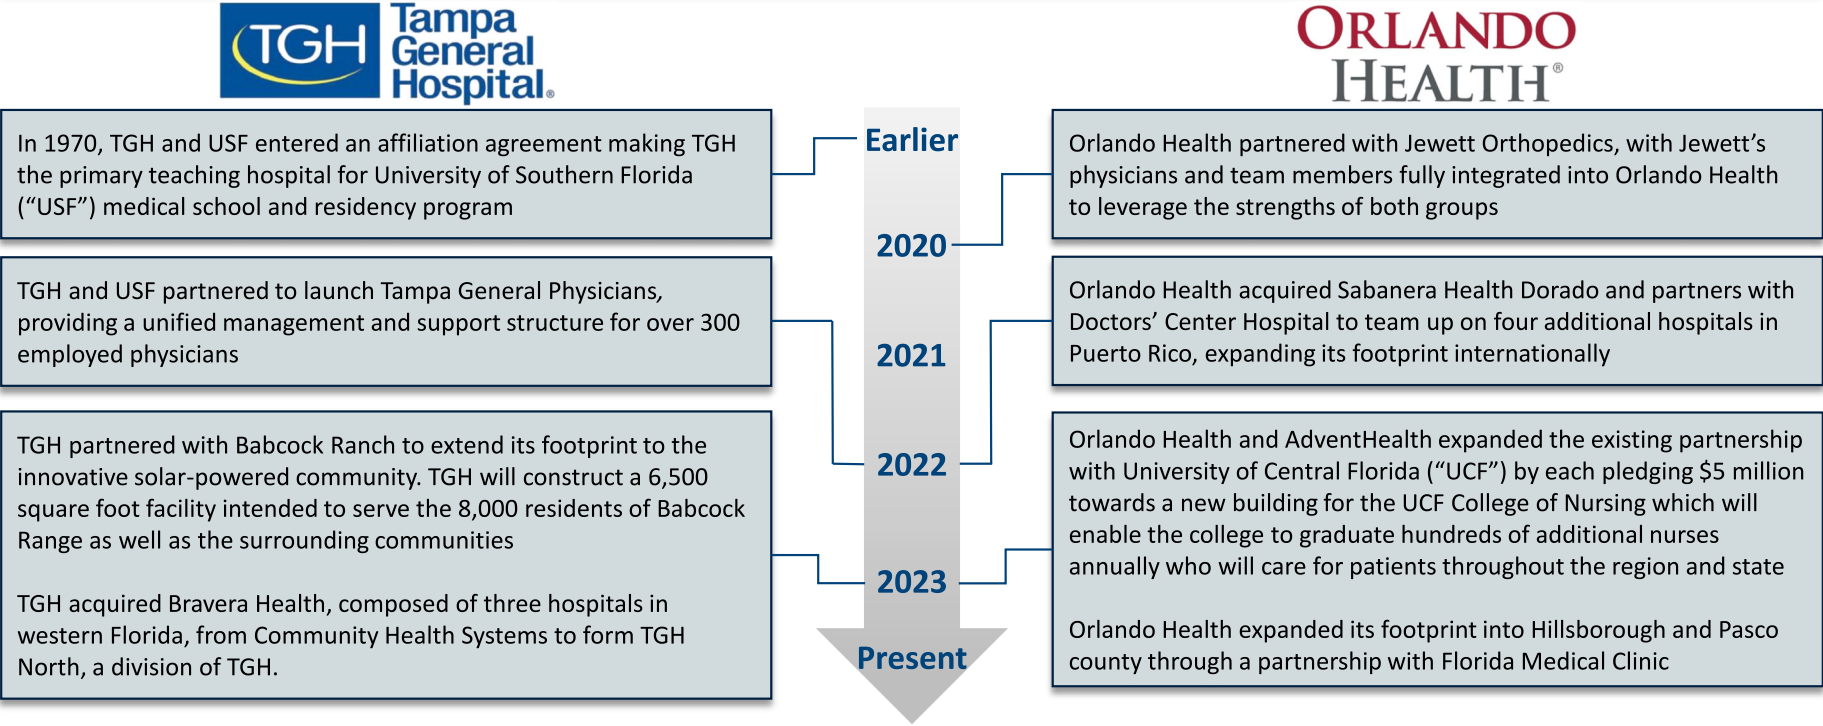 TGH
Tampa
General
Hospital®
ORLANDO
HEALTH®
In 1970, TGH and USF entered an affiliation agreement making TGH
the primary teaching hospital for University of Southern Florida
(“USF”) medical school and residency program
TGH and USF partnered to launch Tampa General Physicians,
providing a unified management and support structure for over 300
employed physicians
TGH partnered with Babcock Ranch to extend its footprint to the
innovative solar-powered community. TGH will construct a 6,500
square foot facility intended to serve the 8,000 residents of Babcock
Range as well as the surrounding communities
TGH acquired Bravera Health, composed of three hospitals in
western Florida, from Community Health Systems to form TGH
North, a division of TGH.
Earlier
2020
2021
2022
2023
Present
Orlando Health partnered with Jewett Orthopedics, with Jewett’s
physicians and team members fully integrated into Orlando Health
to leverage the strengths of both groups
Orlando Health acquired Sabanera Health Dorado and partners with
Doctors’ Center Hospital to team up on four additional hospitals in
Puerto Rico, expanding its footprint internationally
Orlando Health and AdventHealth expanded the existing partnership
with University of Central Florida (“UCF”) by each pledging $5 million
towards a new building for the UCF College of Nursing which will
enable the college to graduate hundreds of additional nurses
annually who will care for patients throughout the region and state
Orlando Health expanded its footprint into Hillsborough and Pasco
county through a partnership with Florida Medical Clinic